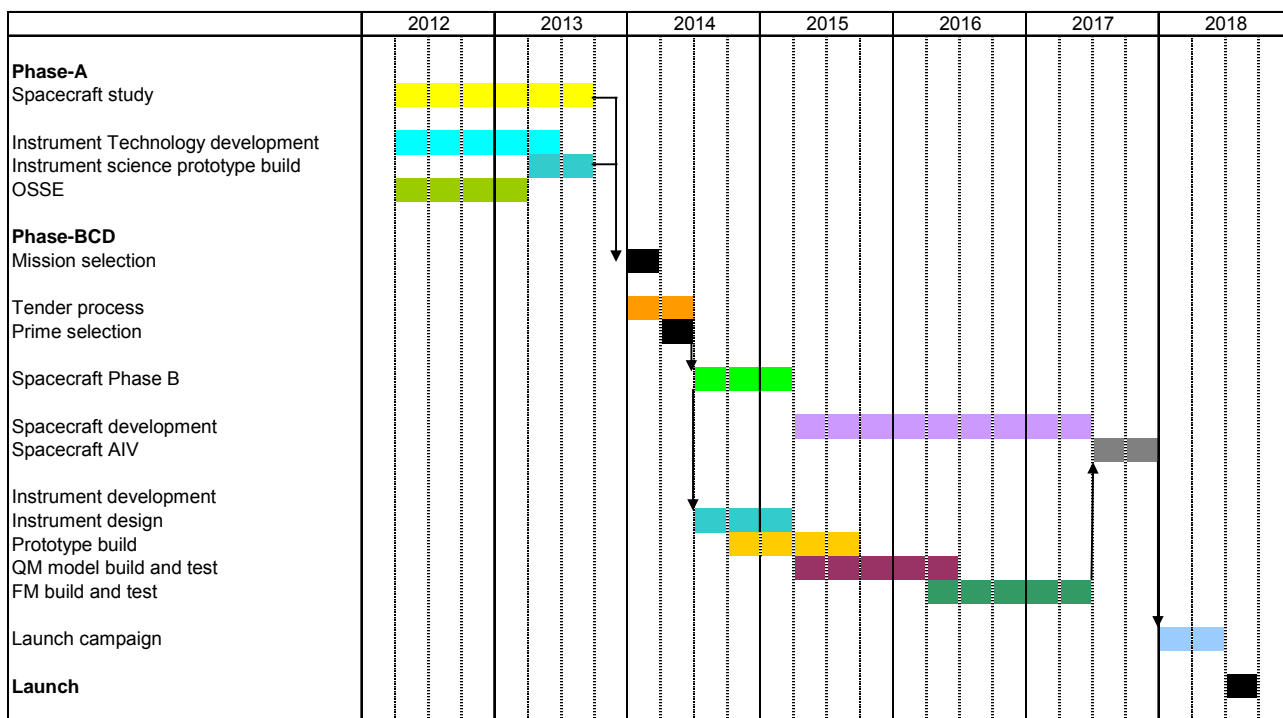 2012 2013 2014 2015 2016 2017 2018
Phase-A
Spacecraft study
Instrument Technology development
Instrument science prototype build
OSSE
Phase-BCD
Mission selection
Tender process
Prime selection
Spacecraft Phase B
Spacecraft development
Spacecraft AIV
Instrument development
Instrument design
Prototype build
QM model build and test
FM build and test
Launch campaign
Launch